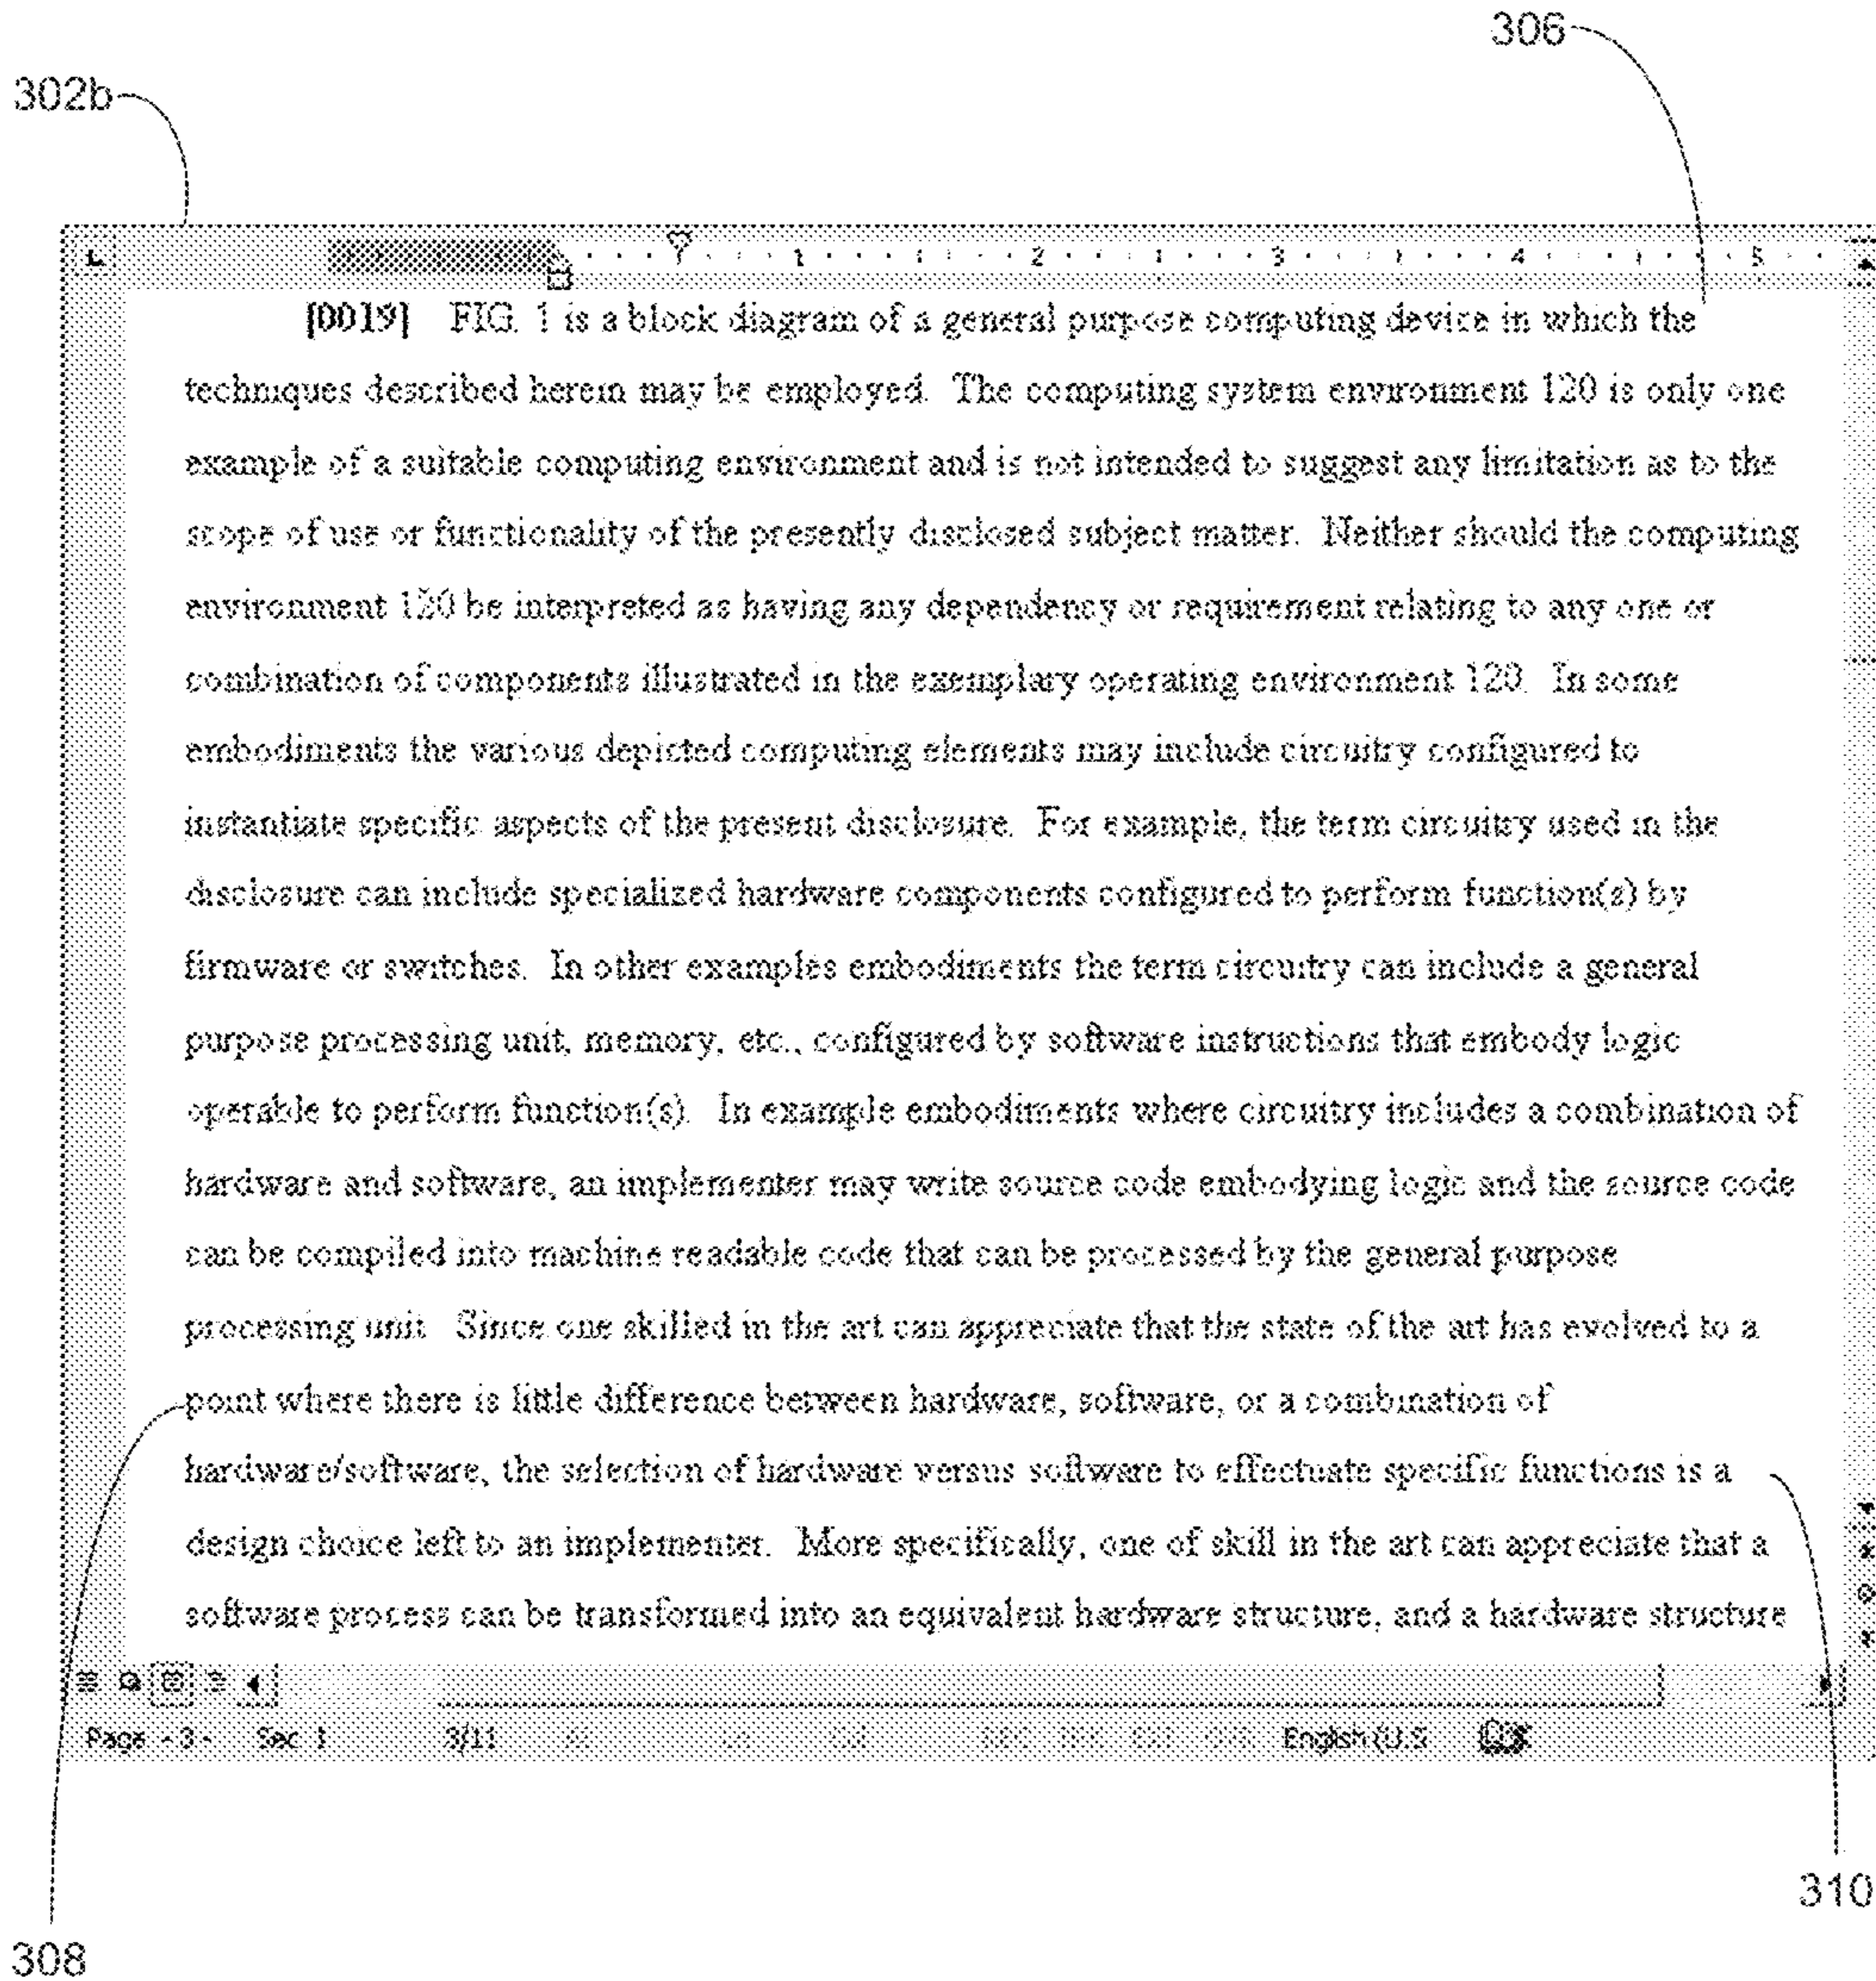 306
302b
1 2 3 4 5
[0019] FIG. 1 is a block diagram of a general purpose computing device in which the
techniques described herein may be employed. The computing system environment 120 is only one
example of a suitable computing environment and is not intended to suggest any limitation as to the
scope of use or functionality of the presently disclosed subject matter. Neither should the computing
environment 120 be interpreted as having any dependency or requirement relating to any one or
combination of components illustrated in the exemplary operating environment 120. In some
embodiments the various depicted computing elements may include circuitry configured to
instantiate specific aspects of the present disclosure. For example, the term circuitry used in the
disclosure can include specialized hardware components configured to perform function(s) by
firmware or switches. In other examples embodiments the term circuitry can include a general
purpose processing unit, memory, etc., configured by software instructions that embody logic
operable to perform function(s). In example embodiments where circuitry includes a combination of
hardware and software, an implementer may write source code embodying logic and the source code
can be compiled into machine readable code that can be processed by the general purpose
processing unit. Since one skilled in the art can appreciate that the state of the art has evolved to a
point where there is little difference between hardware, software, or a combination of
hardware/software, the selection of hardware versus software to effectuate specific functions is a
design choice left to an implementer. More specifically, one of skill in the art can appreciate that a
software process can be transformed into an equivalent hardware structure, and a hardware structure
Page - 3 - Sec 1 3/11 English (U.S
310
308